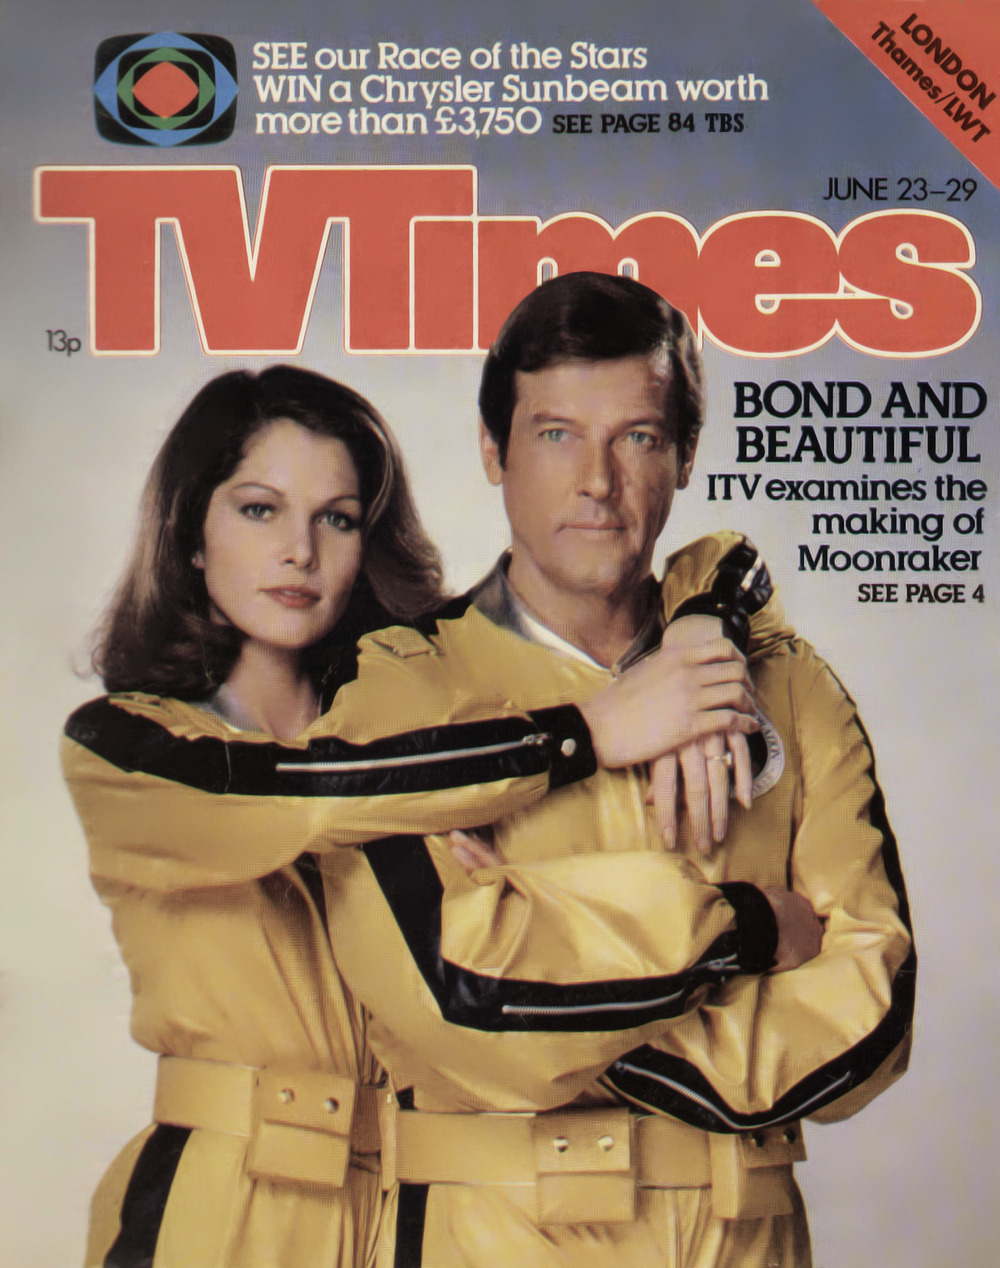 SEE our Race of the Stars
WIN a Chrysler Sunbeam worth
more than £3,750 SEE PAGE 84 TBS
LONDON
Thames/LWT
JUNE 23–29
TVTimes
13p
BOND AND
BEAUTIFUL
ITV examines the
making of
Moonraker
SEE PAGE 4